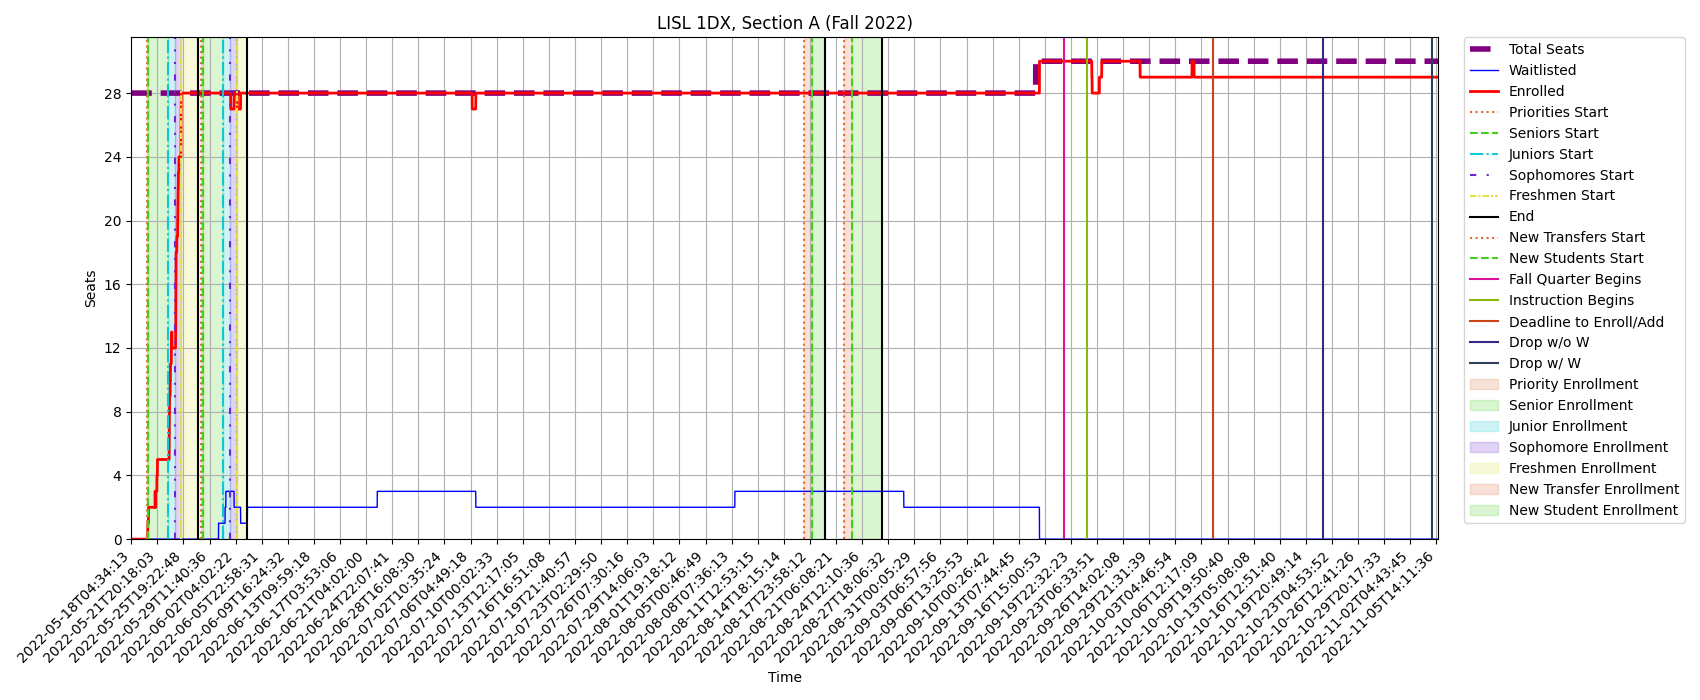 LISL 1DX, Section A (Fall 2022)
Total Seats
Waitlisted
Enrolled
Priorities Start
Seniors Start
Juniors Start
Sophomores Start
Freshmen Start
End
New Transfers Start
New Students Start
Fall Quarter Begins
Instruction Begins
Deadline to Enroll/Add
Drop w/o W
Drop w/ W
Priority Enrollment
Senior Enrollment
Junior Enrollment
Sophomore Enrollment
Freshmen Enrollment
New Transfer Enrollment
New Student Enrollment
Seats
28
24
20
16
12
8
4
0
2022-05-18T04:34:13
2022-05-21T20:18:03
2022-05-25T19:22:48
2022-05-29T11:40:36
2022-06-02T04:02:22
2022-06-05T22:58:31
2022-06-09T16:24:32
2022-06-13T09:59:18
2022-06-17T03:53:06
2022-06-21T04:02:00
2022-06-24T22:07:41
2022-06-28T16:08:30
2022-07-02T10:35:24
2022-07-06T04:49:18
2022-07-10T00:02:33
2022-07-13T12:17:05
2022-07-16T16:51:08
2022-07-19T21:40:57
2022-07-23T02:29:50
2022-07-26T07:30:16
2022-07-29T14:06:03
2022-08-01T19:18:12
2022-08-05T00:46:49
2022-08-08T07:36:13
2022-08-11T12:53:15
2022-08-14T18:15:14
2022-08-17T23:58:12
2022-08-21T06:08:21
2022-08-24T12:10:36
2022-08-27T18:06:32
2022-08-31T00:05:29
2022-09-03T06:57:56
2022-09-06T13:25:53
2022-09-10T00:26:42
2022-09-13T07:44:45
2022-09-16T15:00:53
2022-09-19T22:32:23
2022-09-23T06:33:51
2022-09-26T14:02:08
2022-09-29T21:31:39
2022-10-03T04:46:54
2022-10-06T12:17:09
2022-10-09T19:50:40
2022-10-13T05:08:08
2022-10-16T12:51:40
2022-10-19T20:49:14
2022-10-23T04:53:52
2022-10-26T12:41:26
2022-10-29T20:17:33
2022-11-02T04:43:45
2022-11-05T14:11:36
Time